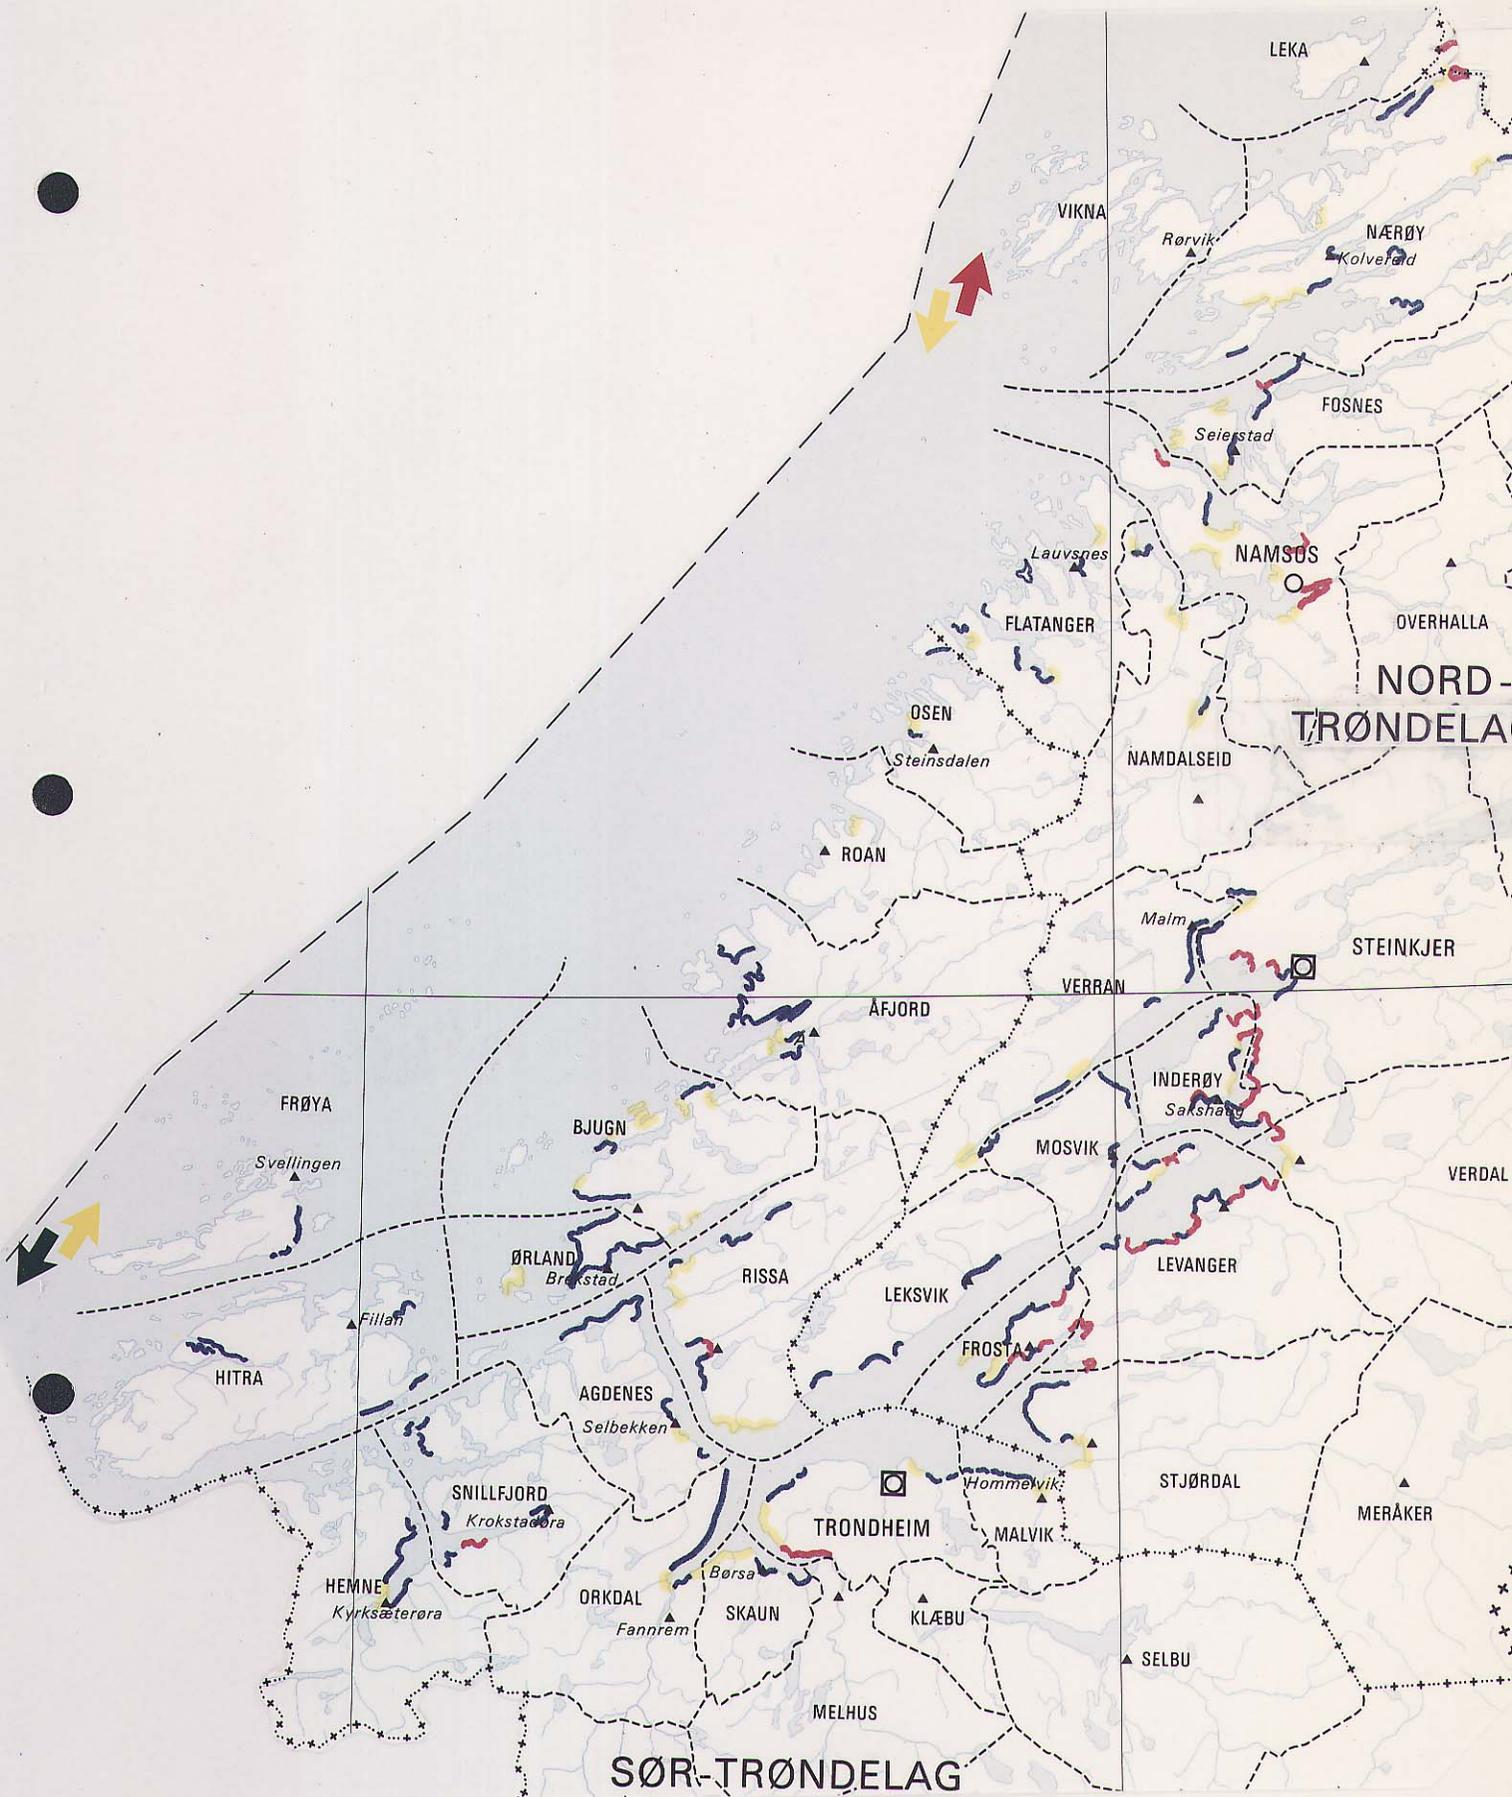 LEKA
VIKNA
Rørvik
NÆRØY
Kolvereid
FOSNES
Seierstad
Lauvsnes
NAMSOS
FLATANGER
OVERHALLA
NORD-
TRØNDELAG
OSEN
Steinsdalen
NAMDALSEID
ROAN
Malm
STEINKJER
VERRAN
ÅFJORD
FRØYA
INDERØY
Sakshaug
BJUGN
MOSVIK
Svellingen
VERDAL
ØRLAND
Brekstad
RISSA
LEVANGER
LEKSVIK
Fillan
FROSTA
HITRA
AGDENES
Selbekken
SNILLFJORD
Krokstadøra
Hommelvik
STJØRDAL
MERÅKER
TRONDHEIM
MALVIK
HEMNE
Kyrksæterøra
Børsa
ORKDAL
Fannrem
SKAUN
KLÆBU
SELBU
MELHUS
SØR-TRØNDELAG